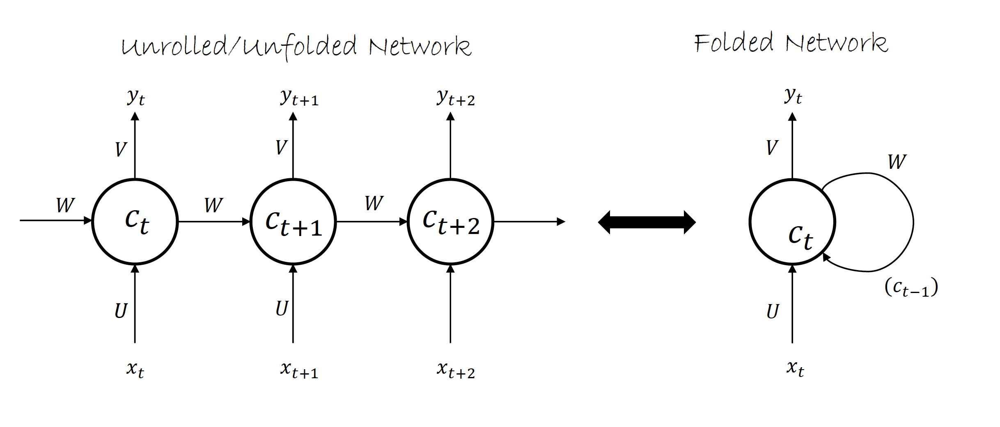 Unrolled/Unfolded Network
Folded Network
y_t y_{t+1} y_{t+2} y_t
V V V
W
W W W
c_t c_{t+1} c_{t+2} c_t
(c_{t-1})
U U U
x_t x_{t+1} x_{t+2} x_t